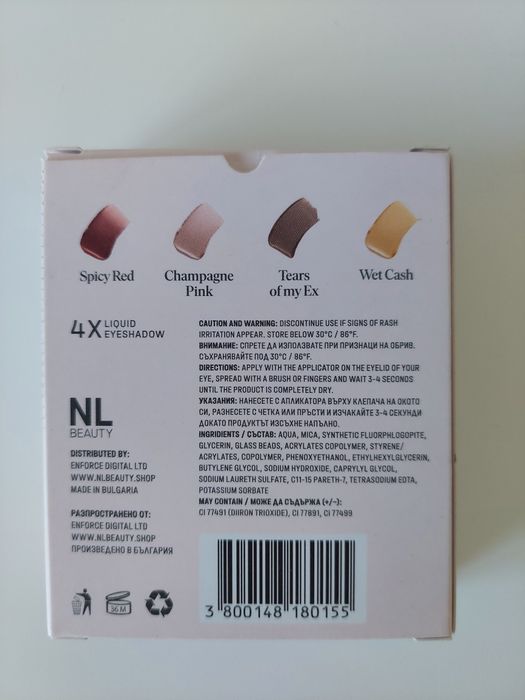 Spicy Red
Champagne
Pink
Tears
of my Ex
Wet Cash
4X LIQUID
EYESHADOW
NL
BEAUTY
DISTRIBUTED BY:
ENFORCE DIGITAL LTD
WWW.NLBEAUTY.SHOP
MADE IN BULGARIA
РАЗПРОСТРАНЕНО ОТ:
ENFORCE DIGITAL LTD
WWW.NLBEAUTY.SHOP
ПРОИЗВЕДЕНО В БЪЛГАРИЯ
36 M
CAUTION AND WARNING: DISCONTINUE USE IF SIGNS OF RASH
IRRITATION APPEAR. STORE BELOW 30°C / 86°F.
ВНИМАНИЕ: СПРЕТЕ ДА ИЗПОЛЗВАТЕ ПРИ ПРИЗНАЦИ НА ОБРИВ.
СЪХРАНЯВАЙТЕ ПОД 30°C / 86°F.
DIRECTIONS: APPLY WITH THE APPLICATOR ON THE EYELID OF YOUR
EYE, SPREAD WITH A BRUSH OR FINGERS AND WAIT 3-4 SECONDS
UNTIL THE PRODUCT IS COMPLETELY DRY.
УКАЗАНИЯ: НАНЕСЕТЕ С АПЛИКАТОРА ВЪРХУ КЛЕПАЧА НА ОКОТО
СИ, РАЗНЕСЕТЕ С ЧЕТКА ИЛИ ПРЪСТИ И ИЗЧАКАЙТЕ 3-4 СЕКУНДИ
ДОКАТО ПРОДУКТЪТ ИЗСЪХНЕ НАПЪЛНО.
INGRIDIENTS / СЪСТАВ: AQUA, MICA, SYNTHETIC FLUORPHLOGOPITE,
GLYCERIN, GLASS BEADS, ACRYLATES COPOLYMER, STYRENE/
ACRYLATES, COPOLYMER, PHENOXYETHANOL, ETHYLHEXYLGLYCERIN,
BUTYLENE GLYCOL, SODIUM HYDROXIDE, CAPRYLYL GLYCOL,
SODIUM LAURETH SULFATE, C11-15 PARETH-7, TETRASODIUM EDTA,
POTASSIUM SORBATE
MAY CONTAIN / МОЖЕ ДА СЪДЪРЖА (+/-):
CI 77491 (DIIRON TRIOXIDE), CI 77891, CI 77499
3 800148 180155